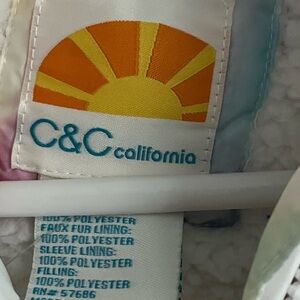 C&C california
100% POLYESTER
FAUX FUR LINING:
100% POLYESTER
SLEEVE LINING:
100% POLYESTER
FILLING:
100% POLYESTER
RN# 57686